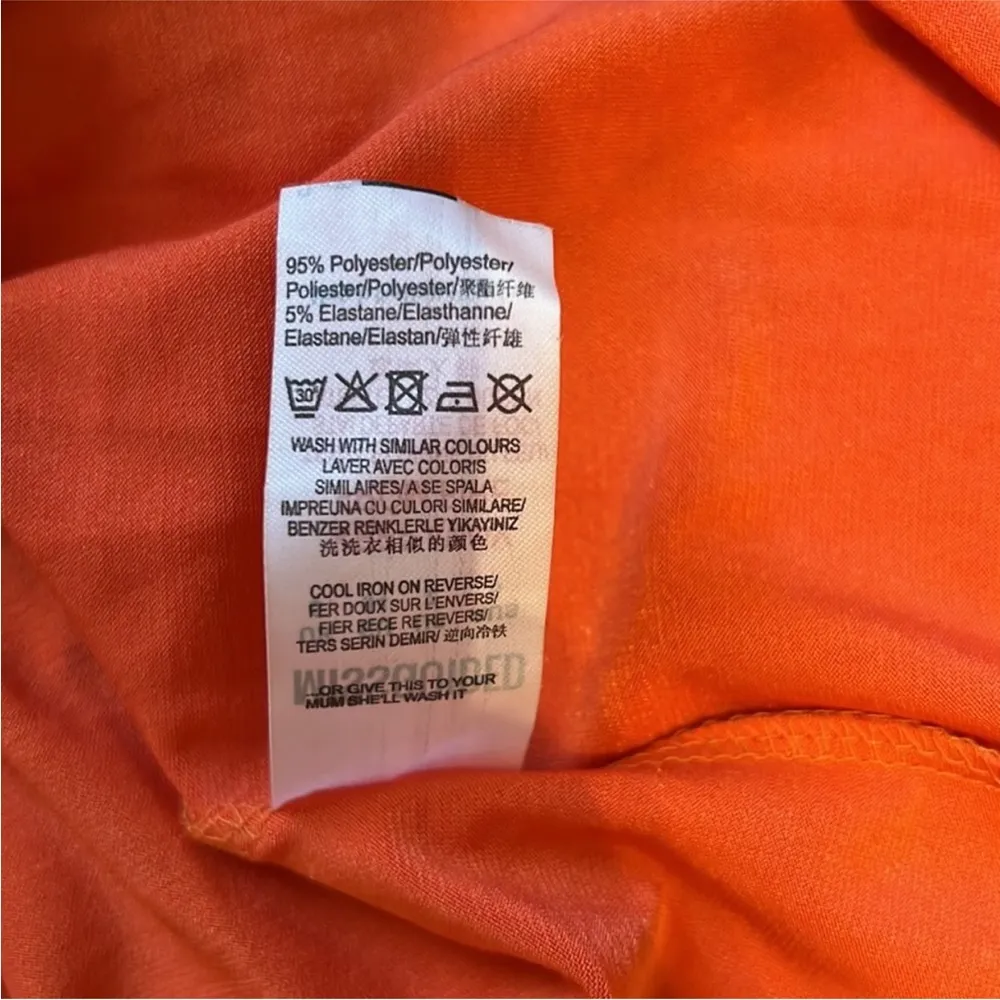 95% Polyester/Polyester/
Poliester/Polyester/聚酯纤维
5% Elastane/Elasthanne/
Elastane/Elastan/弹性纤雄
30°
WASH WITH SIMILAR COLOURS
LAVER AVEC COLORIS
SIMILAIRES/ A SE SPALA
IMPREUNA CU CULORI SIMILARE/
BENZER RENKLERLE YIKAYINIZ
洗洗衣相似的颜色
COOL IRON ON REVERSE/
FER DOUX SUR L'ENVERS/
FIER RECE RE REVERS/
TERS SERIN DEMIR/ 逆向冷铁
...OR GIVE THIS TO YOUR
MUM SHE'LL WASH IT